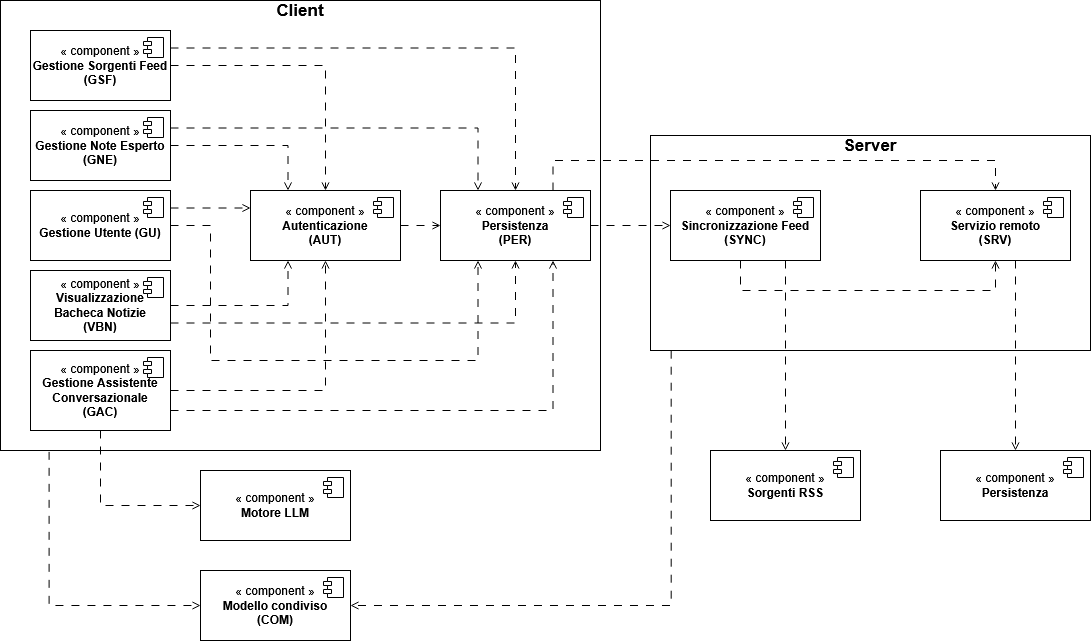 Client
« component »
Gestione Sorgenti Feed
(GSF)
« component »
Gestione Note Esperto
(GNE)
« component »
Gestione Utente (GU)
« component »
Visualizzazione
Bacheca Notizie
(VBN)
« component »
Gestione Assistente
Conversazionale
(GAC)
« component »
Autenticazione
(AUT)
« component »
Persistenza
(PER)
Server
« component »
Sincronizzazione Feed
(SYNC)
« component »
Servizio remoto
(SRV)
« component »
Motore LLM
« component »
Sorgenti RSS
« component »
Persistenza
« component »
Modello condiviso
(COM)